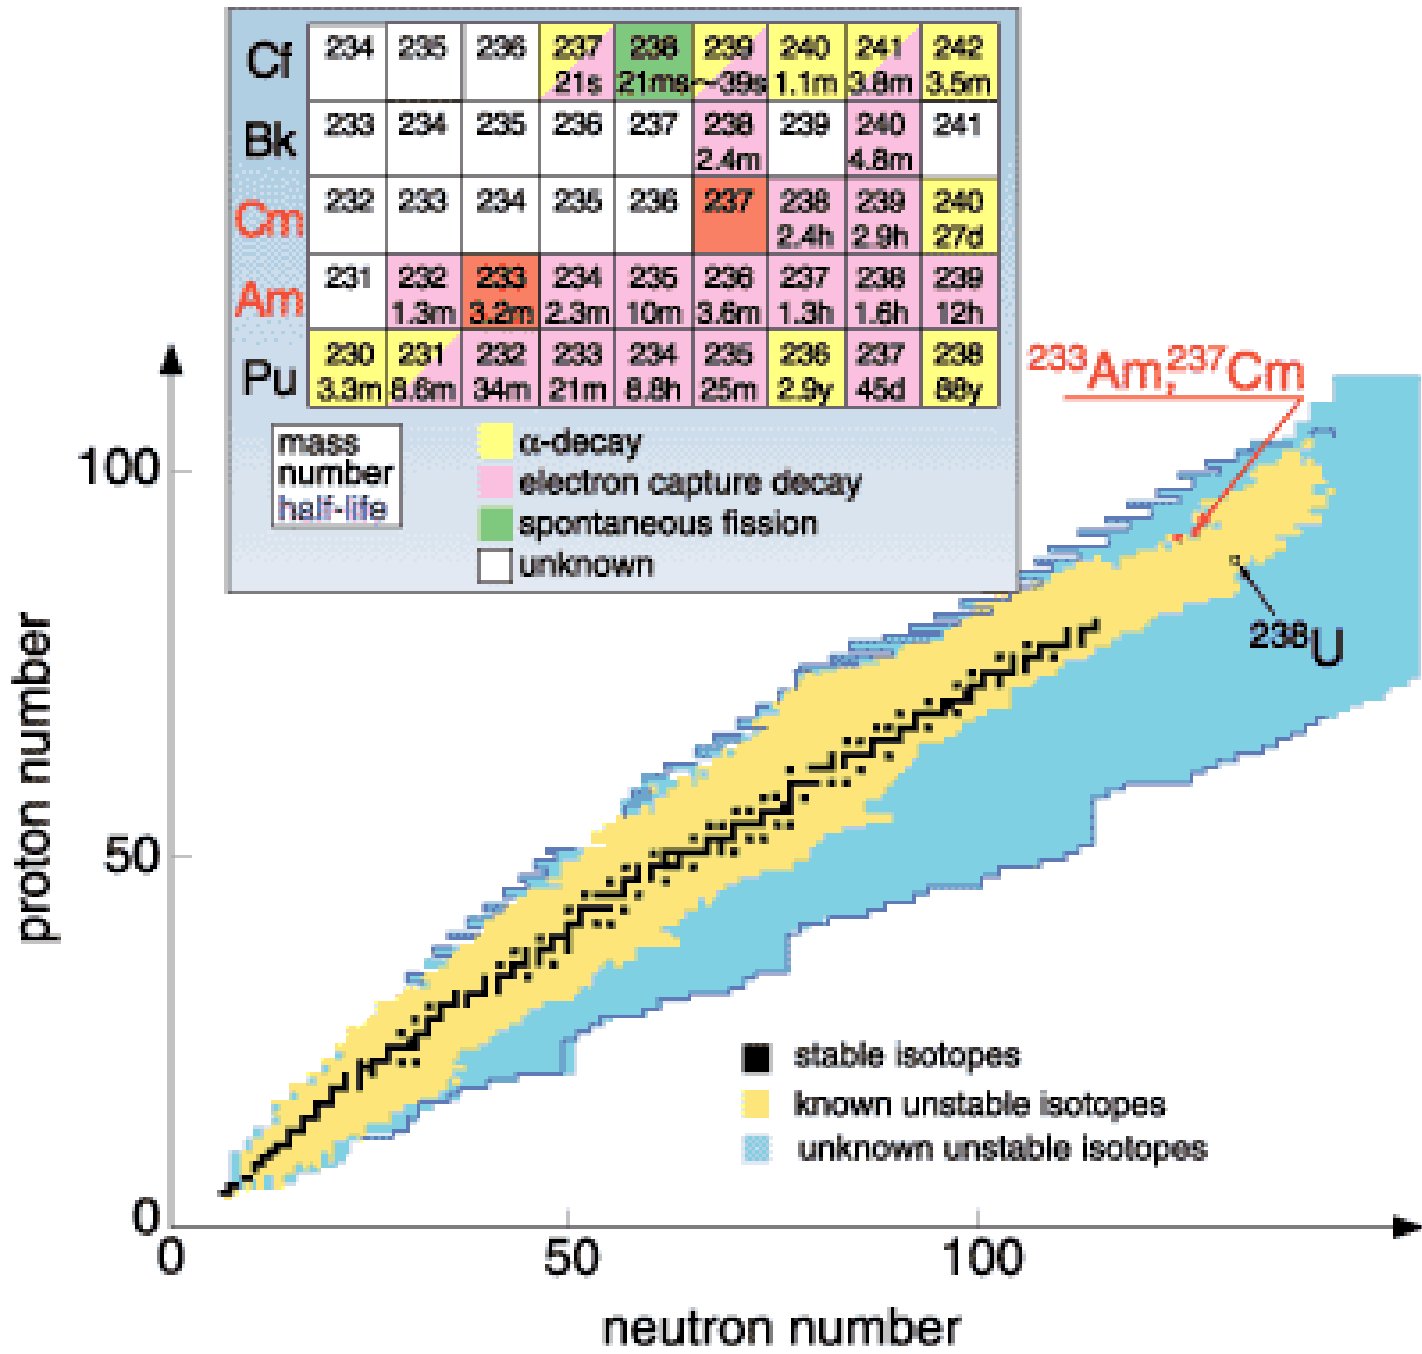 Cf 234 235 236 237 238 239 240 241 242
21s 21ms ~39s 1.1m 3.8m 3.5m
Bk 233 234 235 236 237 238 239 240 241
2.4m 4.8m
Cm 232 233 234 235 236 237 238 239 240
2.4h 2.9h 27d
Am 231 232 233 234 235 236 237 238 239
1.3m 3.2m 2.3m 10m 3.6m 1.3h 1.6h 12h
Pu 230 231 232 233 234 235 236 237 238
3.3m 8.6m 34m 21m 8.8h 25m 2.9y 45d 88y
mass
number
half-life
α-decay
electron capture decay
spontaneous fission
unknown
²³³Am,²³⁷Cm
²³⁸U
100
50
0
proton number
stable isotopes
known unstable isotopes
unknown unstable isotopes
0 50 100
neutron number